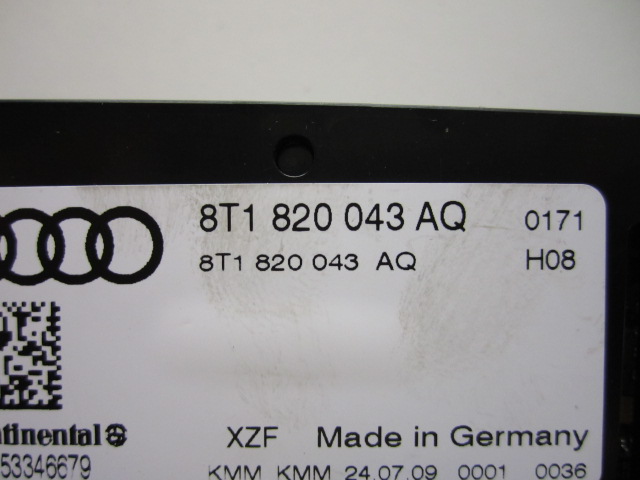 8T1 820 043 AQ 0171
8T1 820 043 AQ H08
XZF Made in Germany
53346679
KMM KMM 24.07.09 0001 0036